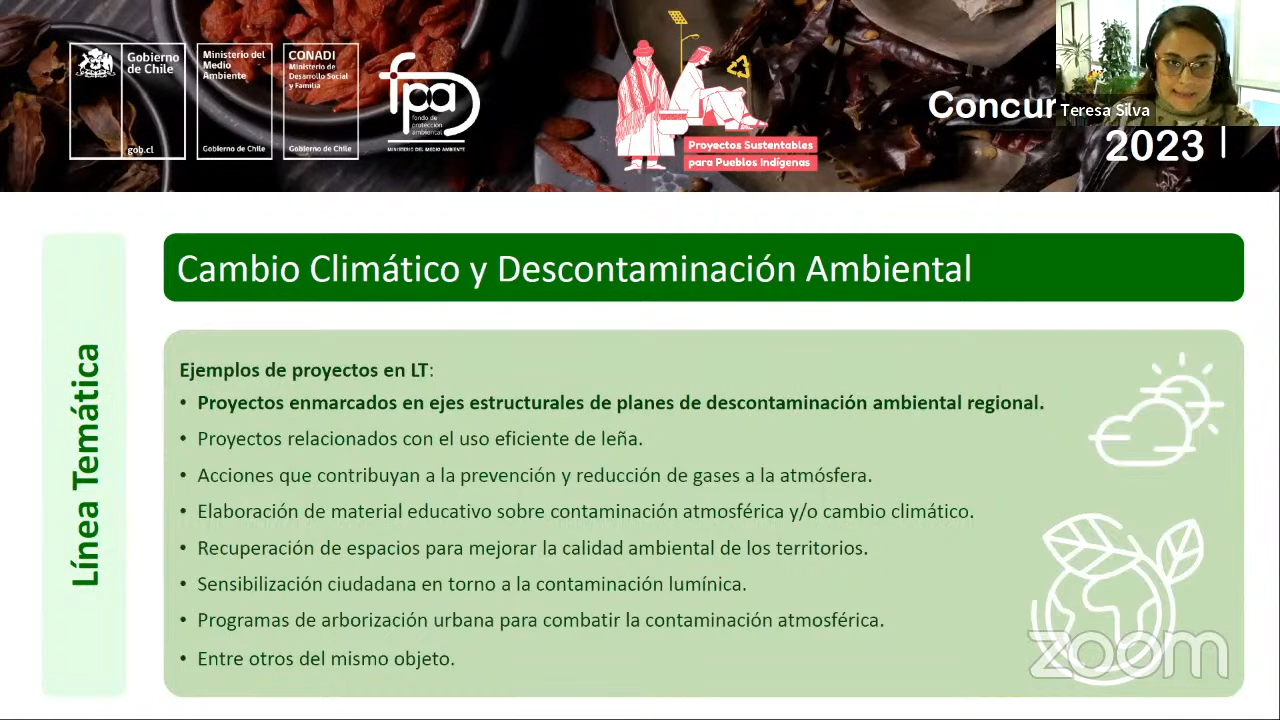 Gobierno
de Chile
gob.cl
Ministerio del
Medio
Ambiente
Gobierno de Chile
CONADI
Ministerio de
Desarrollo Social
y Familia
Gobierno de Chile
fpa
fondo de
protección
ambiental
MINISTERIO DEL MEDIO AMBIENTE
Proyectos Sustentables
para Pueblos Indígenas
Concur
2023
Teresa Silva
Línea Temática
Cambio Climático y Descontaminación Ambiental
Ejemplos de proyectos en LT:
• Proyectos enmarcados en ejes estructurales de planes de descontaminación ambiental regional.
• Proyectos relacionados con el uso eficiente de leña.
• Acciones que contribuyan a la prevención y reducción de gases a la atmósfera.
• Elaboración de material educativo sobre contaminación atmosférica y/o cambio climático.
• Recuperación de espacios para mejorar la calidad ambiental de los territorios.
• Sensibilización ciudadana en torno a la contaminación lumínica.
• Programas de arborización urbana para combatir la contaminación atmosférica.
• Entre otros del mismo objeto.
zoom